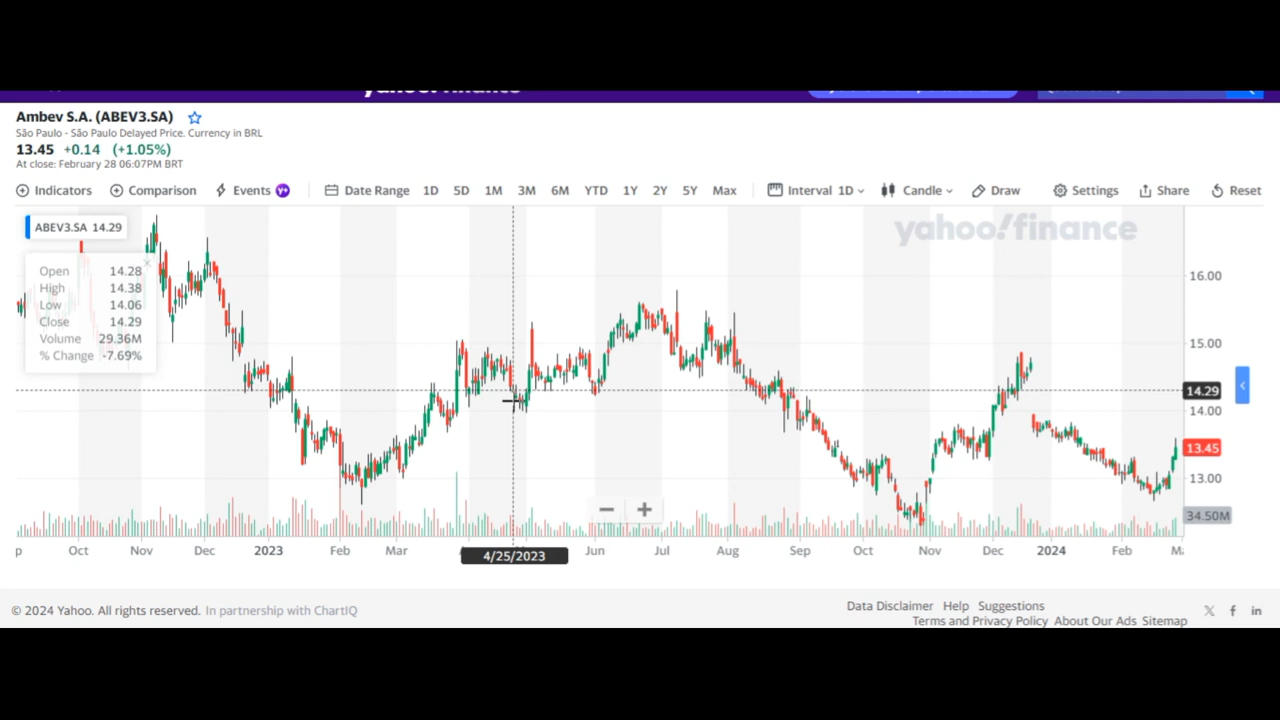 Ambev S.A. (ABEV3.SA)
São Paulo - São Paulo Delayed Price. Currency in BRL
13.45 +0.14 (+1.05%)
At close: February 28 06:07PM BRT
Indicators Comparison Events Y+ Date Range 1D 5D 1M 3M 6M YTD 1Y 2Y 5Y Max Interval 1D Candle Draw Settings Share Reset
ABEV3.SA 14.29
yahoo!finance
Open 14.28
High 14.38
Low 14.06
Close 14.29
Volume 29.36M
% Change -7.69%
16.00
15.00
14.29
14.00
13.45
13.00
34.50M
p Oct Nov Dec 2023 Feb Mar Jun Jul Aug Sep Oct Nov Dec 2024 Feb Ma
4/25/2023
© 2024 Yahoo. All rights reserved. In partnership with ChartIQ
Data Disclaimer Help Suggestions
Terms and Privacy Policy About Our Ads Sitemap